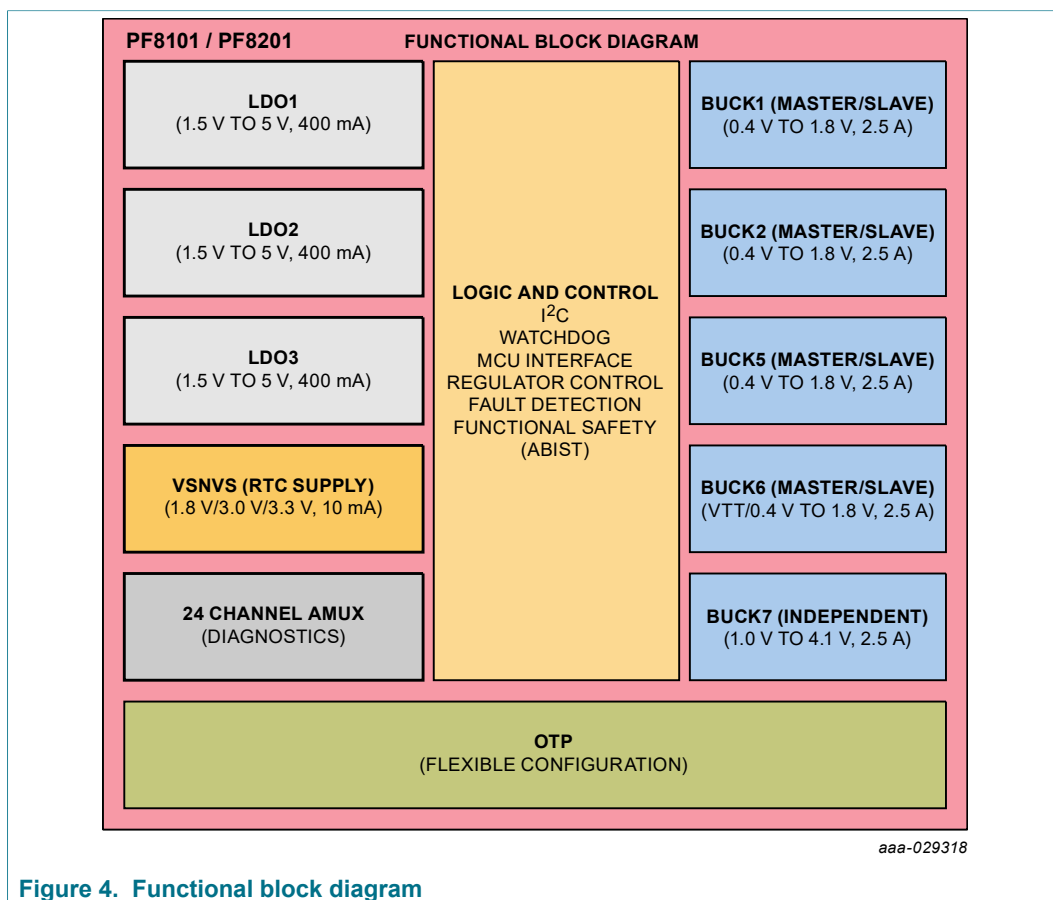 PF8101 / PF8201
FUNCTIONAL BLOCK DIAGRAM
LDO1
(1.5 V TO 5 V, 400 mA)
LDO2
(1.5 V TO 5 V, 400 mA)
LDO3
(1.5 V TO 5 V, 400 mA)
VSNVS (RTC SUPPLY)
(1.8 V/3.0 V/3.3 V, 10 mA)
24 CHANNEL AMUX
(DIAGNOSTICS)
LOGIC AND CONTROL
I2C
WATCHDOG
MCU INTERFACE
REGULATOR CONTROL
FAULT DETECTION
FUNCTIONAL SAFETY
(ABIST)
BUCK1 (MASTER/SLAVE)
(0.4 V TO 1.8 V, 2.5 A)
BUCK2 (MASTER/SLAVE)
(0.4 V TO 1.8 V, 2.5 A)
BUCK5 (MASTER/SLAVE)
(0.4 V TO 1.8 V, 2.5 A)
BUCK6 (MASTER/SLAVE)
(VTT/0.4 V TO 1.8 V, 2.5 A)
BUCK7 (INDEPENDENT)
(1.0 V TO 4.1 V, 2.5 A)
OTP
(FLEXIBLE CONFIGURATION)
aaa-029318
Figure 4. Functional block diagram